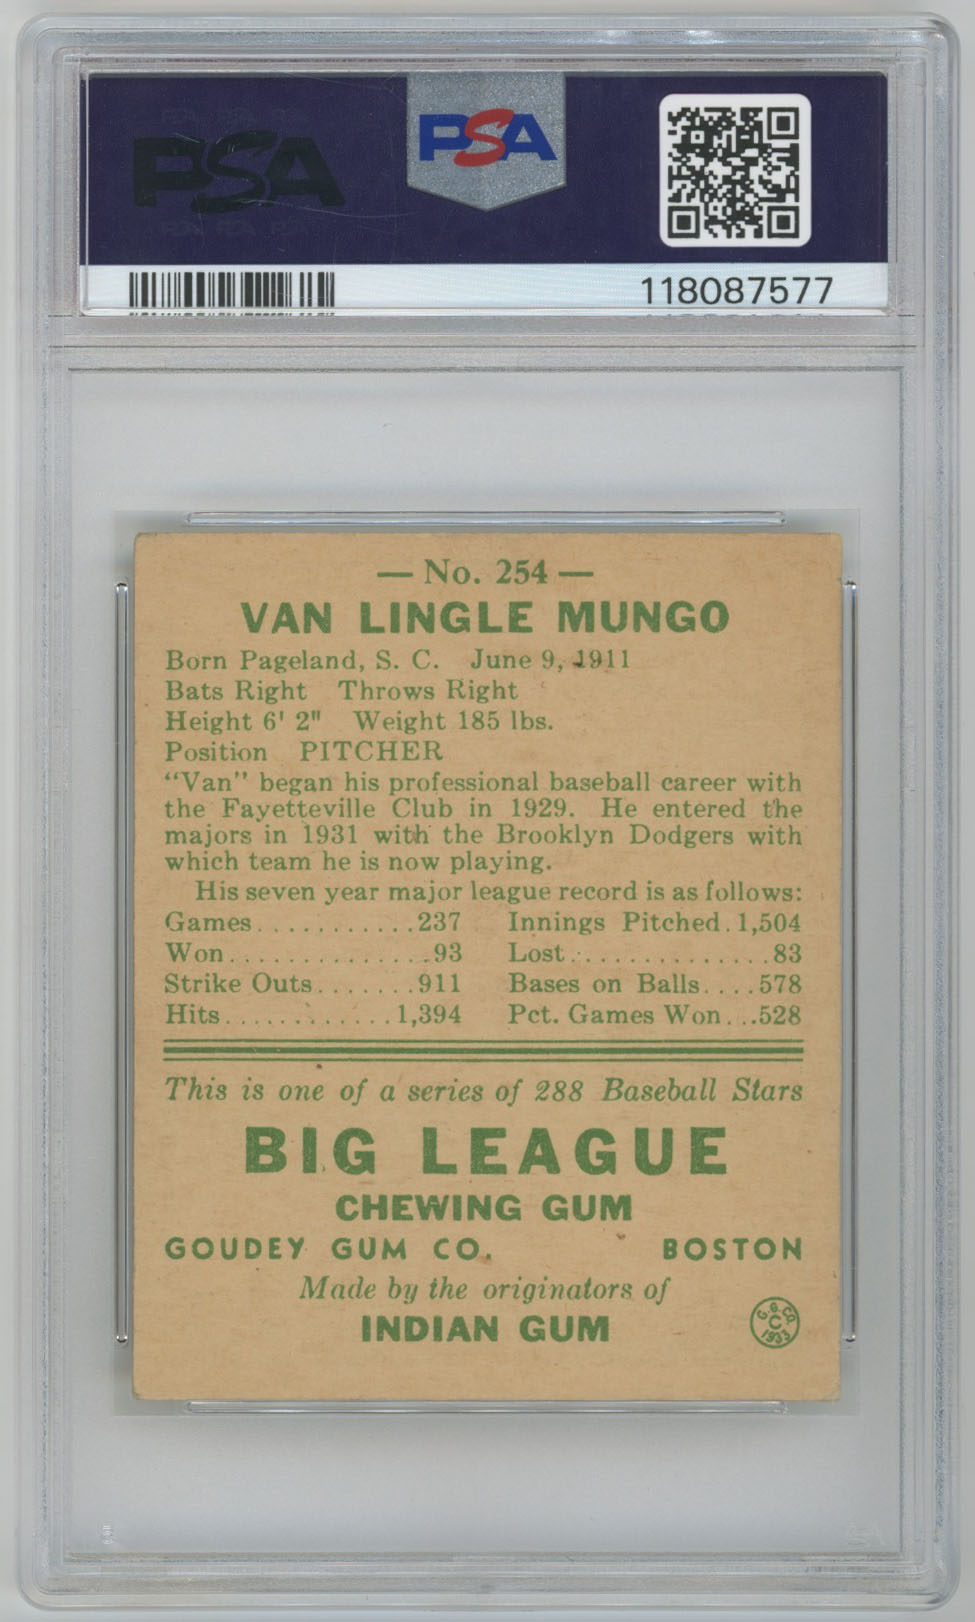 PSA
PSA
118087577
— No. 254 —
VAN LINGLE MUNGO
Born Pageland, S. C. June 9, 1911
Bats Right Throws Right
Height 6' 2" Weight 185 lbs.
Position PITCHER
"Van" began his professional baseball career with
the Fayetteville Club in 1929. He entered the
majors in 1931 with the Brooklyn Dodgers with
which team he is now playing.
His seven year major league record is as follows:
Games...........237 Innings Pitched.1,504
Won..............93 Lost.............83
Strike Outs.......911 Bases on Balls....578
Hits............1,394 Pct. Games Won...528
This is one of a series of 288 Baseball Stars
BIG LEAGUE
CHEWING GUM
GOUDEY GUM CO. BOSTON
Made by the originators of
INDIAN GUM
G.G.CO.
C
1933